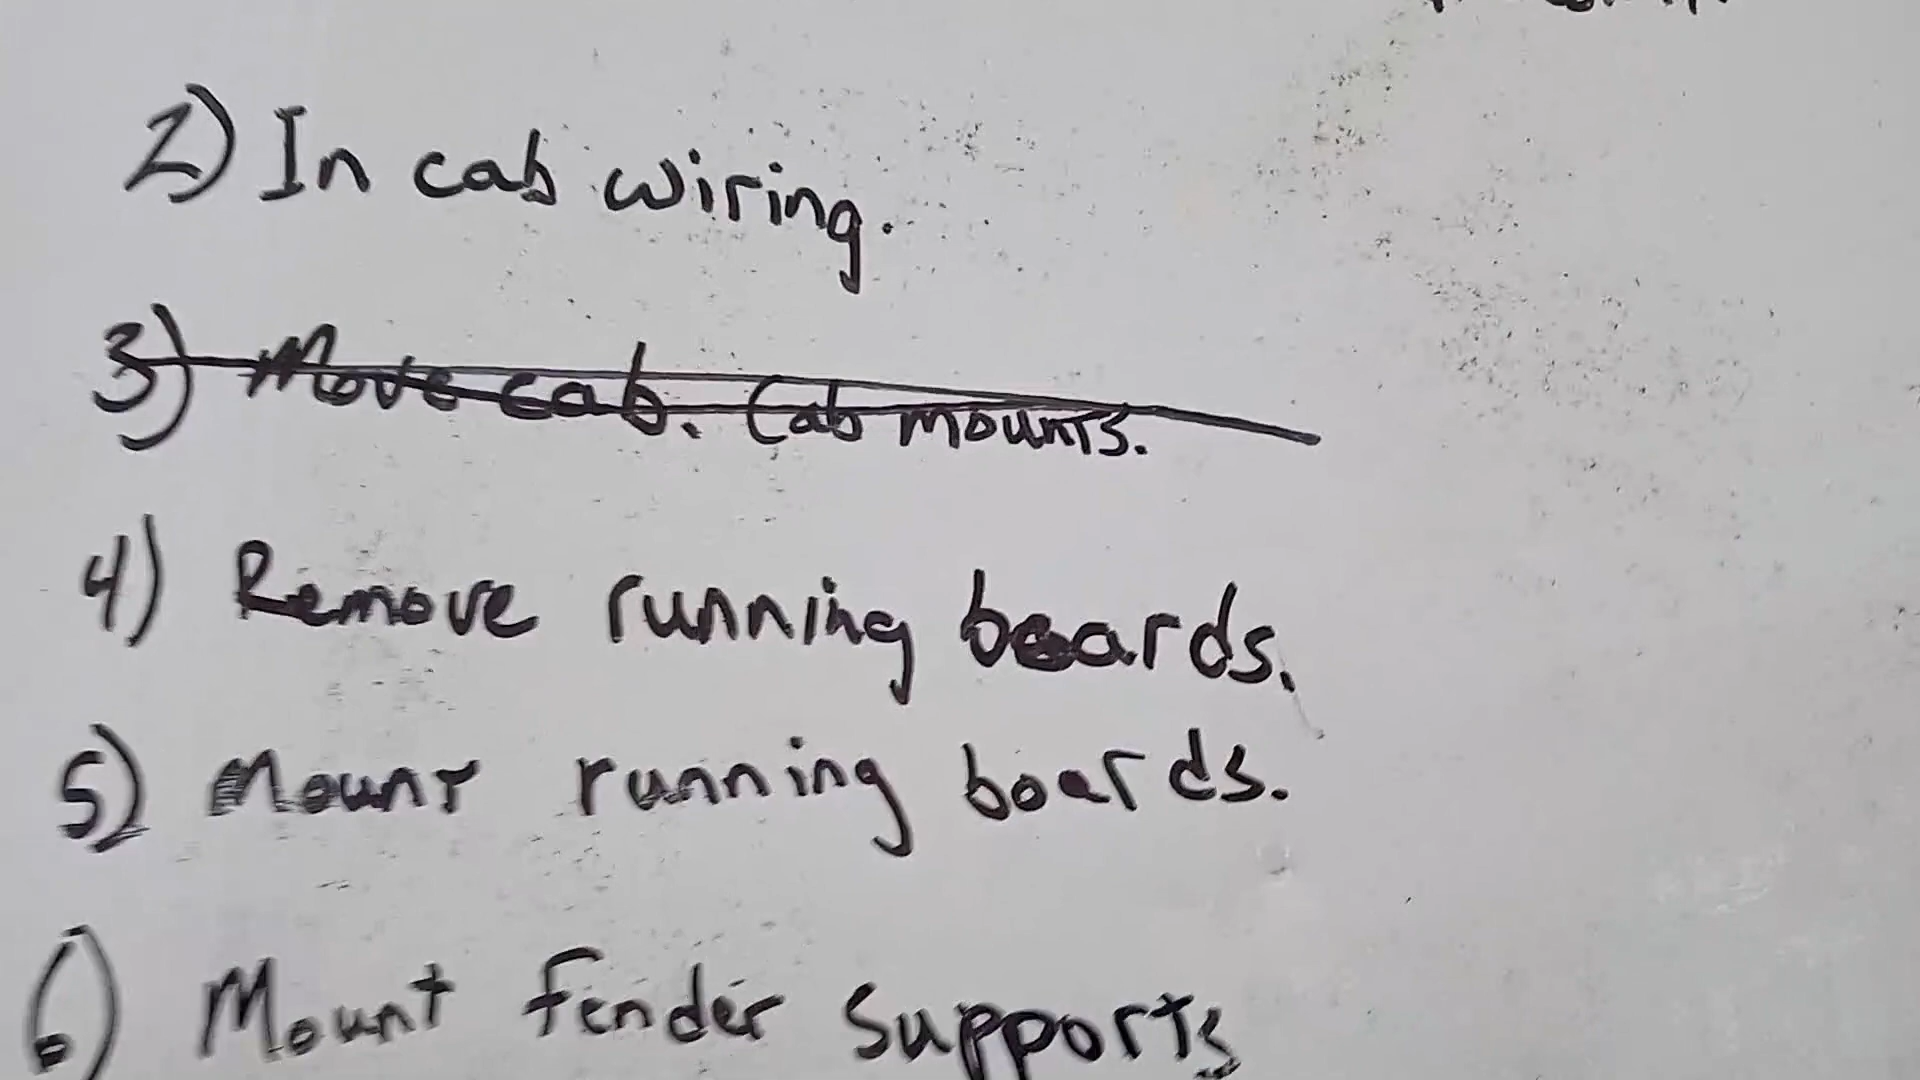 2) In cab wiring.
3) Move cab. Cab mounts.
4) Remove running boards.
5) Mount running boards.
6) Mount fender supports